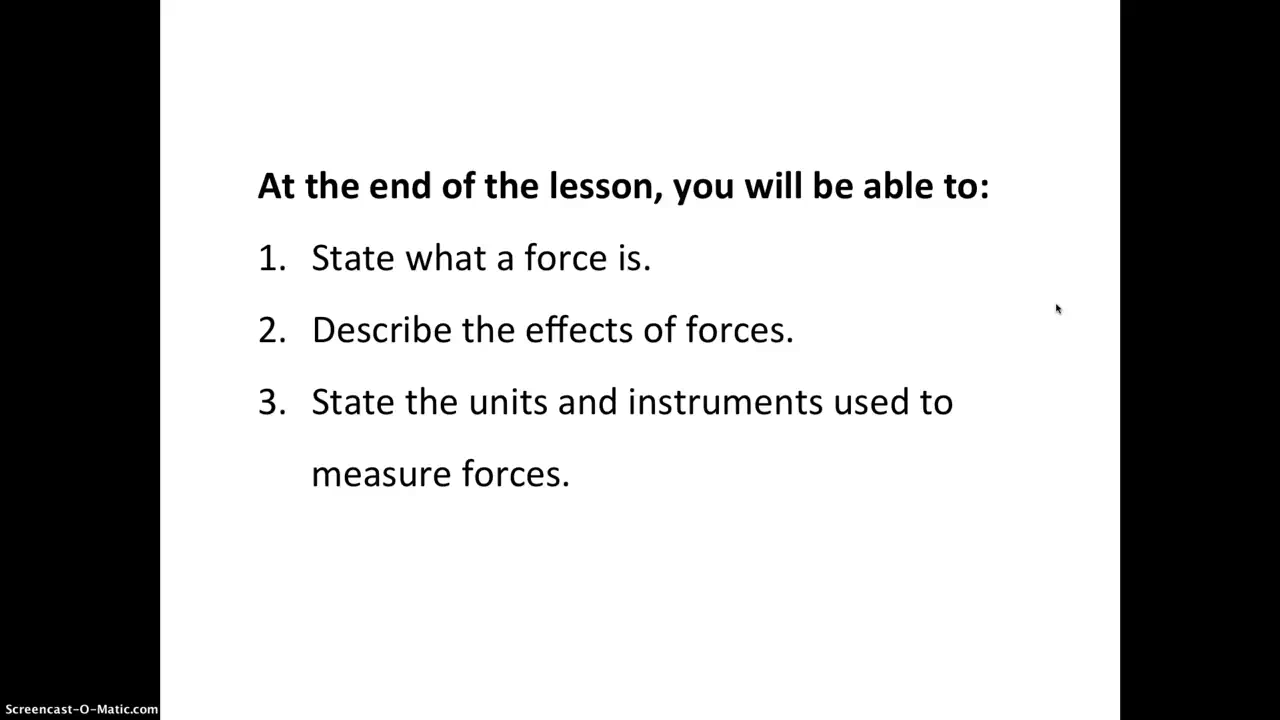 At the end of the lesson, you will be able to:
1. State what a force is.
2. Describe the effects of forces.
3. State the units and instruments used to
measure forces.
Screencast-O-Matic.com